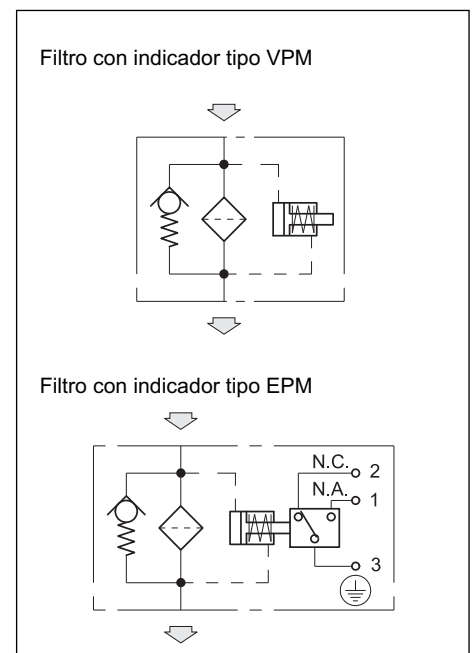 Filtro con indicador tipo VPM
Filtro con indicador tipo EPM
N.C. 2
N.A. 1
3